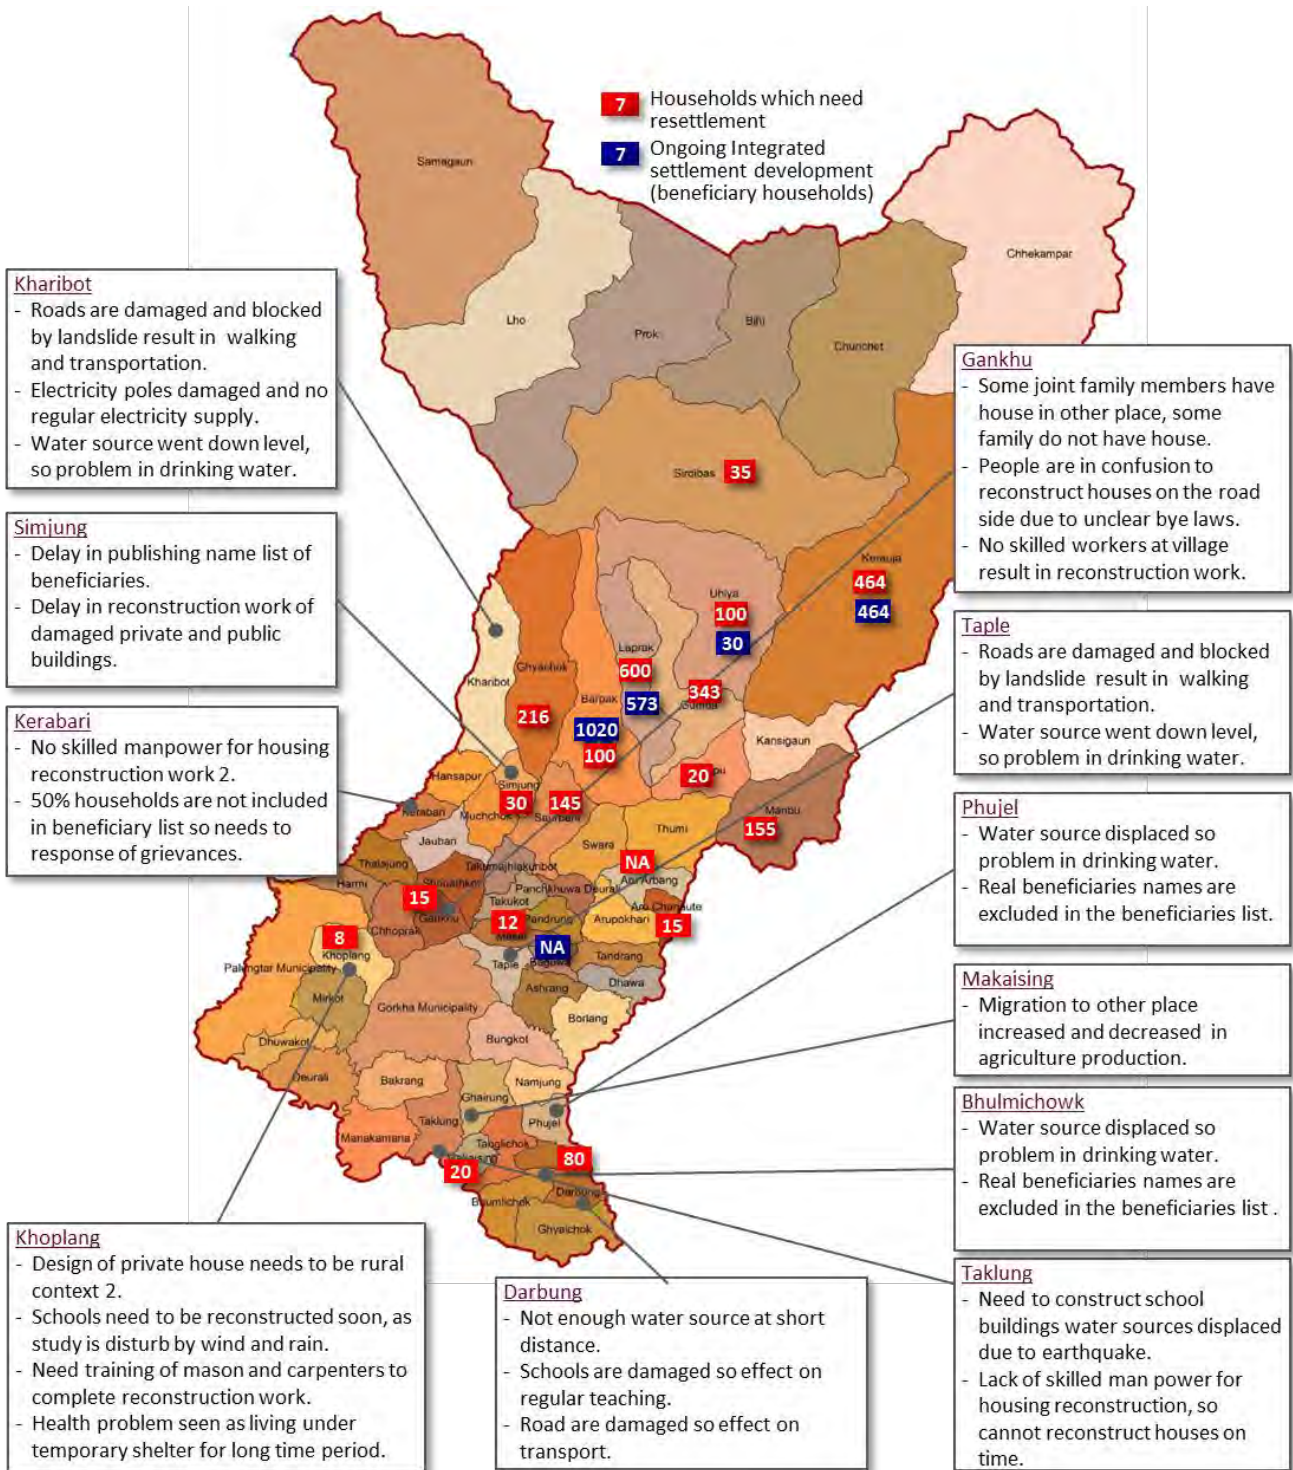 7 Households which need
resettlement
7 Ongoing Integrated
settlement development
(beneficiary households)
Samagaun
Chhekampar
Lho
Prok
Bihi
Chunchet
Kharibot
- Roads are damaged and blocked
by landslide result in walking
and transportation.
- Electricity poles damaged and no
regular electricity supply.
- Water source went down level,
so problem in drinking water.
Gankhu
- Some joint family members have
house in other place, some
family do not have house.
- People are in confusion to
reconstruct houses on the road
side due to unclear bye laws.
- No skilled workers at village
result in reconstruction work.
Sirdibas 35
Simjung
- Delay in publishing name list of
beneficiaries.
- Delay in reconstruction work of
damaged private and public
buildings.
Kerauja
464
464
Uhiya
100
30
Laprak
600
573
Ghyachok
216
Kharibot
Barpak
1020
100
343
Gumda
Kansigaun
20
Taple
- Roads are damaged and blocked
by landslide result in walking
and transportation.
- Water source went down level,
so problem in drinking water.
Kerabari
- No skilled manpower for housing
reconstruction work 2.
- 50% households are not included
in beneficiary list so needs to
response of grievances.
Hansapur
Simjung
30
145
Saurpani
Kerabari
Muchchok
Jaubari
Manbu
155
Thumi
Swara
Phujel
- Water source displaced so
problem in drinking water.
- Real beneficiaries names are
excluded in the beneficiaries list.
Thalajung
Harmi
15
Gankhu
Chhoprak
Takumajhlakuribot
NA
Aru Arbang
Panchkhuwa Deurali
Takukot
12
Pandrung
Arupokhari
Aru Chanaute
15
8
Khoplang
Palungtar Municipality
Mirkot
Taple
NA
Tandrang
Dhawa
Ashrang
Borlang
Gorkha Municipality
Bungkot
Dhuwakot
Deurali
Bakrang
Makaising
- Migration to other place
increased and decreased in
agriculture production.
Ghairung
Namjung
Phujel
Taklung
Manakamana
Tanglichok
Makaising
20
80
Darbung
Bhumlichok
Ghyalchok
Bhulmichowk
- Water source displaced so
problem in drinking water.
- Real beneficiaries names are
excluded in the beneficiaries list .
Khoplang
- Design of private house needs to be rural
context 2.
- Schools need to be reconstructed soon, as
study is disturb by wind and rain.
- Need training of mason and carpenters to
complete reconstruction work.
- Health problem seen as living under
temporary shelter for long time period.
Darbung
- Not enough water source at short
distance.
- Schools are damaged so effect on
regular teaching.
- Road are damaged so effect on
transport.
Taklung
- Need to construct school
buildings water sources displaced
due to earthquake.
- Lack of skilled man power for
housing reconstruction, so
cannot reconstruct houses on
time.